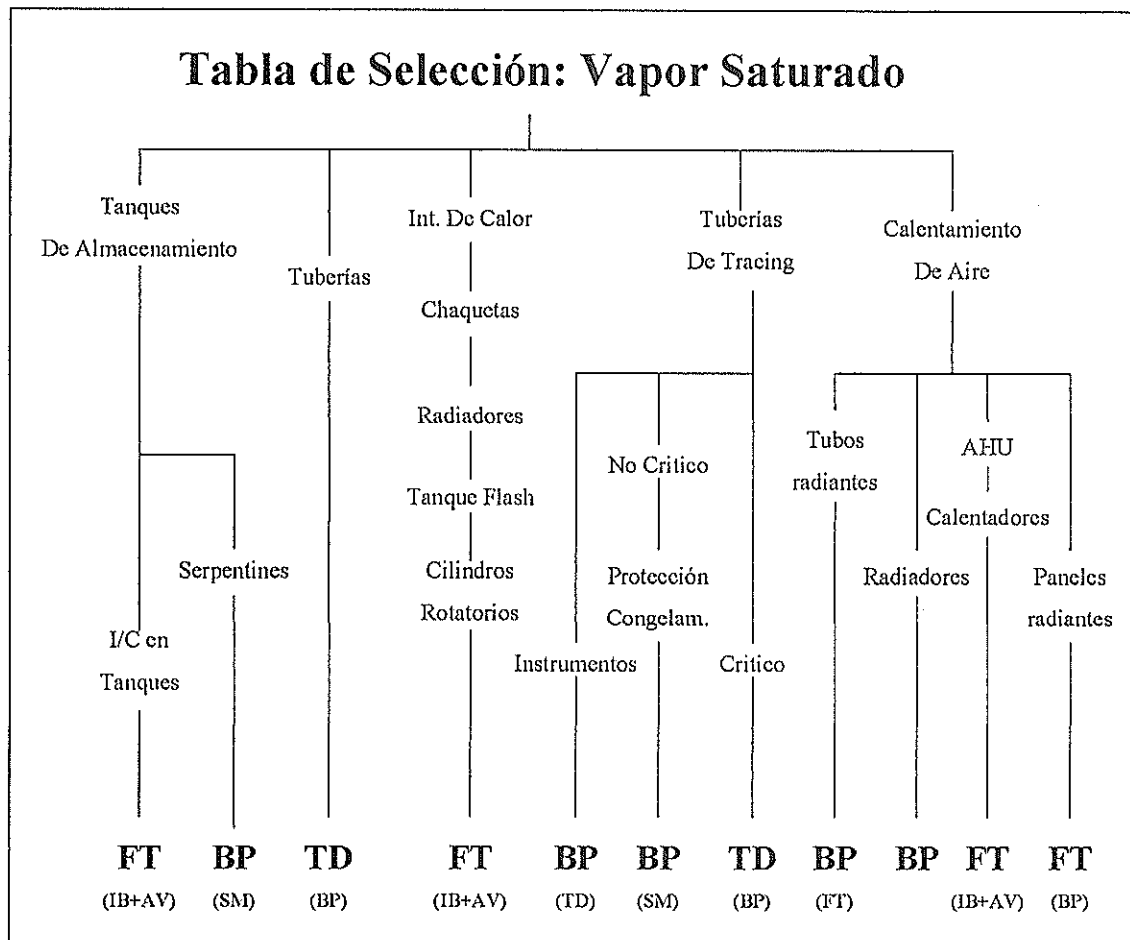 Tabla de Selección: Vapor Saturado
Tanques
De Almacenamiento
Tuberías
Int. De Calor
Chaquetas
Radiadores
Tanque Flash
Cilindros
Rotatorios
Tuberías
De Tracing
Calentamiento
De Aire
Serpentines
I/C en
Tanques
Instrumentos
No Critico
Protección
Congelam.
Critico
Tubos
radiantes
Radiadores
AHU
Calentadores
Paneles
radiantes
FT BP TD FT BP BP TD BP BP FT FT
(IB+AV) (SM) (BP) (IB+AV) (TD) (SM) (BP) (FT) (IB+AV) (BP)